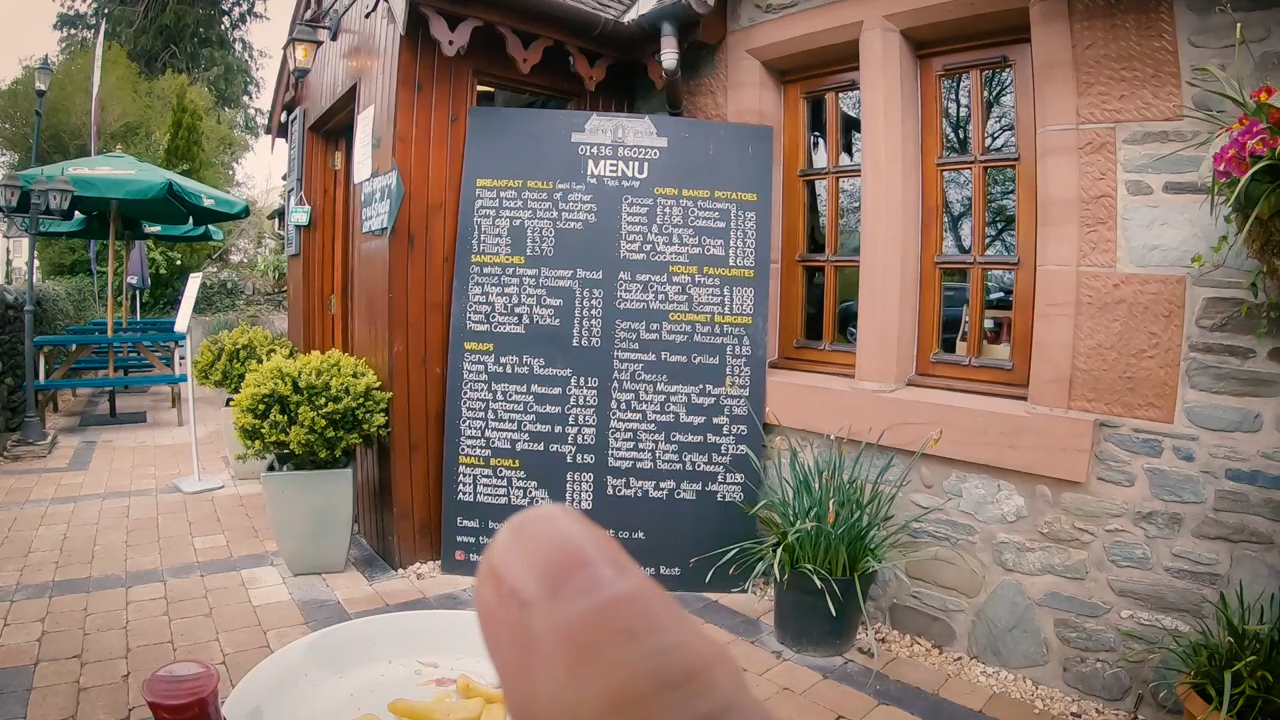 01436 860220
MENU
FOR TAKE AWAY
BREAKFAST ROLLS (until 12pm)
Filled with choice of either
grilled back bacon, butchers
Lorne sausage, black pudding,
fried egg or potato scone.
1 Filling £2.60
2 Fillings £3.20
3 Fillings £3.70
SANDWICHES
On white or brown Bloomer Bread
Choose from the following:
Egg Mayo with Chives £6.30
Tuna Mayo & Red Onion £6.40
Crispy BLT with Mayo £6.40
Ham, Cheese & Pickle £6.40
Prawn Cocktail £6.70
WRAPS
Served with Fries
Warm Brie & hot Beetroot
Relish £8.10
Crispy battered Mexican Chicken
Chipotle & Cheese £8.50
Crispy battered Chicken Caesar,
Bacon & Parmesan £8.50
Crispy breaded Chicken in our own
Tikka Mayonnaise £8.50
Sweet Chilli glazed crispy
Chicken £8.50
SMALL BOWLS
Macaroni Cheese £6.00
Add Smoked Bacon £6.80
Add Mexican Veg Chilli £6.80
Add Mexican Beef Chilli £6.80
Email :
www.the st.co.uk
OVEN BAKED POTATOES
Choose from the following:
Butter £4.80 Cheese £5.95
Beans £5.95 Coleslaw £5.95
Beans & Cheese £6.70
Tuna Mayo & Red Onion £6.70
Beef or Vegetarian Chilli £6.70
Prawn Cocktail £6.65
HOUSE FAVOURITES
All served with Fries
Crispy Chicken Goujons £10.00
Haddock in Beer Batter £10.50
Golden Wholetail Scampi £10.50
GOURMET BURGERS
Served on Brioche Bun & Fries
Spicy Bean Burger, Mozzarella &
Salsa £8.85
Homemade Flame Grilled Beef
Burger £9.25
Add Cheese £9.65
A Moving Mountains® Plant based
Vegan Burger with Burger Sauce
& a Pickled Chilli £9.65
Chicken Breast Burger with
Mayonnaise £9.75
Cajun Spiced Chicken Breast
Burger with Mayo £10.25
Homemade Flame Grilled Beef
Burger with Bacon & Cheese
£10.30
Beef Burger with sliced Jalapeno
& Chef's Beef Chilli £10.50
Rest
takeaway
&
outside
orders
OPEN